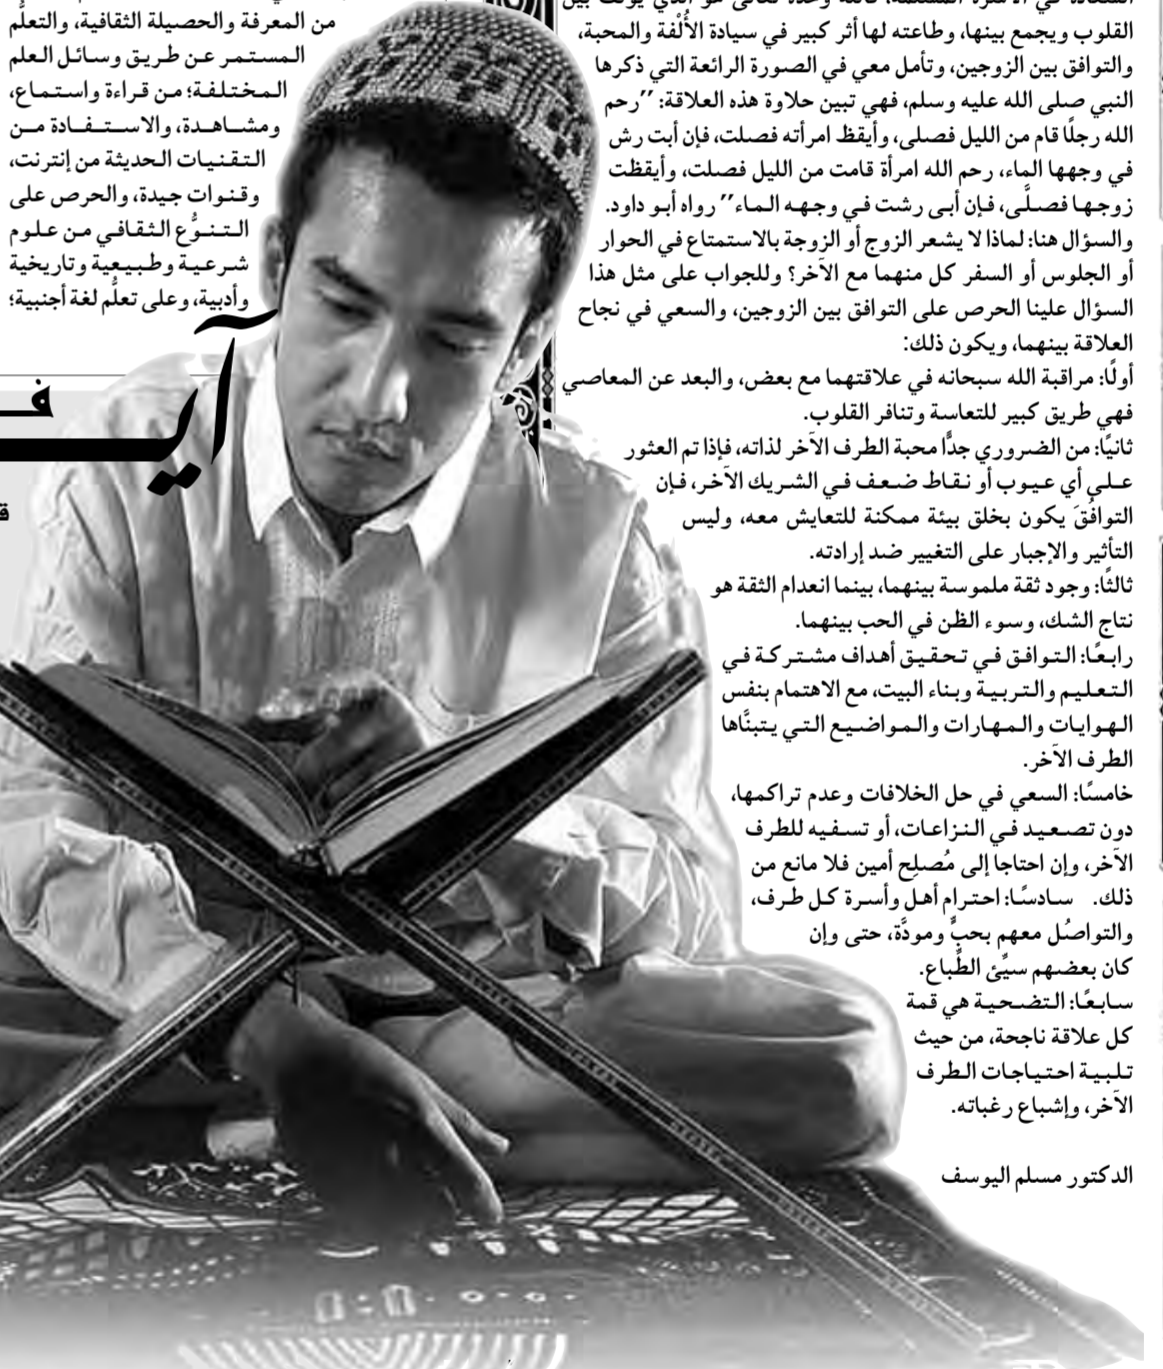 القلوب ويجمع بينها، وطاعته لها أثر كبير في سيادة الأُلْفة والمحبة،
والتوافق بين الزوجين، وتأمل معي في الصورة الرائعة التي ذكرها
النبي صلى الله عليه وسلم، فهي تبين حلاوة هذه العلاقة: ’’رحم
الله رجلًا قام من الليل فصلى، وأيقظ امرأته فصلت، فإن أبت رش
في وجهها الماء، رحم الله امرأة قامت من الليل فصلت، وأيقظت
زوجها فصلَّى، فإن أبى رشت في وجهه الماء’’ رواه أبو داود.
والسؤال هنا: لماذا لا يشعر الزوج أو الزوجة بالاستمتاع في الحوار
أو الجلوس أو السفر كل منهما مع الآخر؟ وللجواب على مثل هذا
السؤال علينا الحرص على التوافق بين الزوجين، والسعي في نجاح
العلاقة بينهما، ويكون ذلك:
أولًا: مراقبة الله سبحانه في علاقتهما مع بعض، والبعد عن المعاصي
فهي طريق كبير للتعاسة وتنافر القلوب.
ثانيًا: من الضروري جدًّا محبة الطرف الآخر لذاته، فإذا تم العثور
على أي عيوب أو نقاط ضعف في الشريك الآخر، فإن
التوافُقَ يكون بخلق بيئة ممكنة للتعايش معه، وليس
التأثير والإجبار على التغيير ضد إرادته.
ثالثًا: وجود ثقة ملموسة بينهما، بينما انعدام الثقة هو
نتاج الشك، وسوء الظن في الحب بينهما.
رابعًا: التوافق في تحقيق أهداف مشتركة في
التعليم والتربية وبناء البيت، مع الاهتمام بنفس
الهوايات والمهارات والمواضيع التي يتبنَّاها
الطرف الآخر.
خامسًا: السعي في حل الخلافات وعدم تراكمها،
دون تصعيد في النزاعات، أو تسفيه للطرف
الآخر، وإن احتاجا إلى مُصلِح أمين فلا مانع من
ذلك. سادسًا: احترام أهل وأسرة كل طرف،
والتواصُل معهم بحبٍّ ومودَّة، حتى وإن
كان بعضهم سيِّئ الطِّباع.
سابعًا: التضحية هي قمة
كل علاقة ناجحة، من حيث
تلبية احتياجات الطرف
الآخر، وإشباع رغباته.
الدكتور مسلم اليوسف
من المعرفة والحصيلة الثقافية، والتعلُّم
المستمر عن طريق وسائل العلم
المختلفة؛ من قراءة واستماع،
ومشاهدة، والاستفادة من
التقنيات الحديثة من إنترنت،
وقنوات جيدة، والحرص على
التنوُّع الثقافي من علوم
شرعية وطبيعية وتاريخية
وأدبية، وعلى تعلُّم لغة أجنبية؛